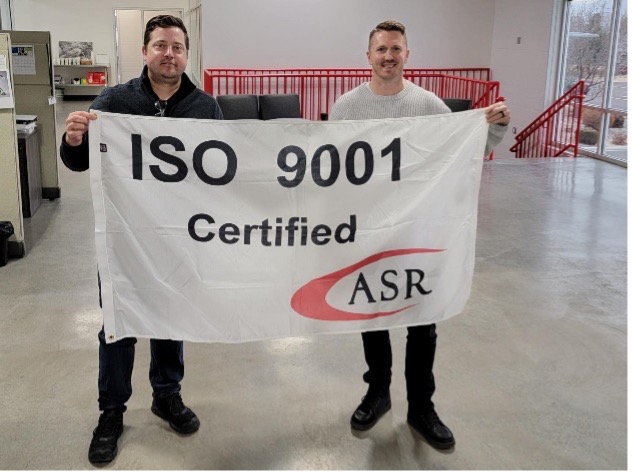 ISO 9001
Certified
ASR